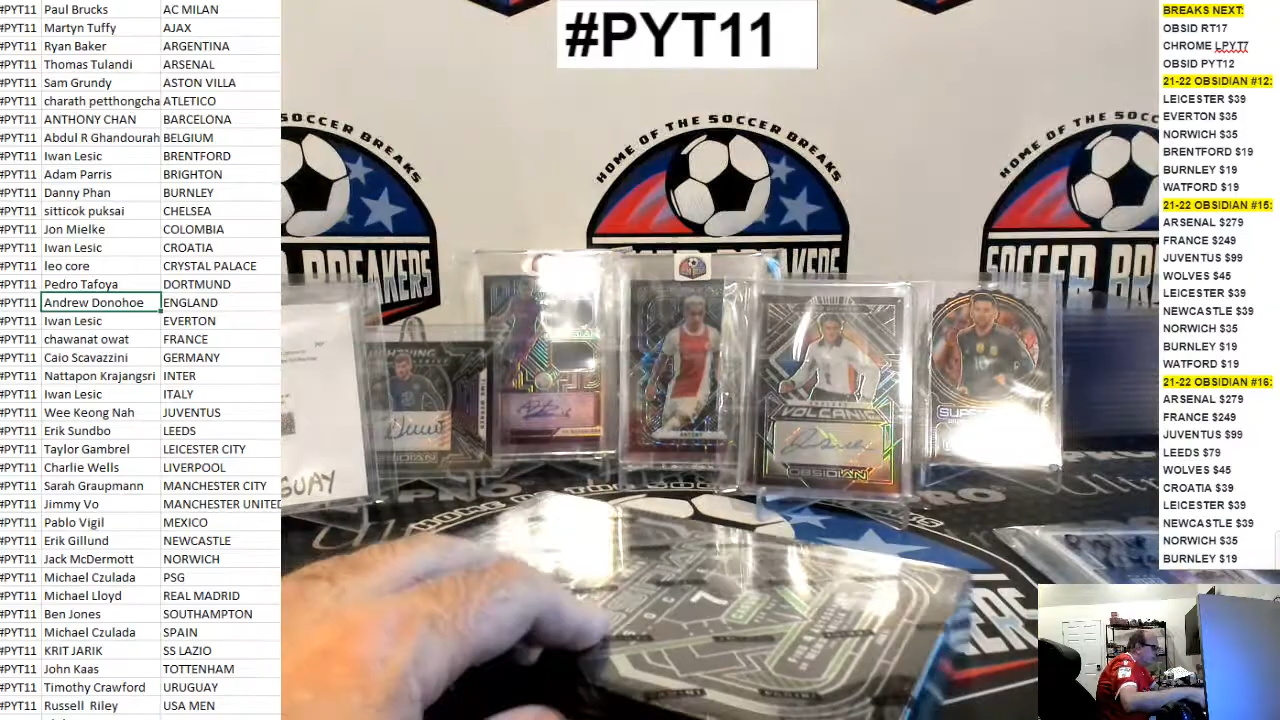 #PYT11 Paul Brucks AC MILAN
#PYT11 Martyn Tuffy AJAX
#PYT11 Ryan Baker ARGENTINA
#PYT11 Thomas Tulandi ARSENAL
#PYT11 Sam Grundy ASTON VILLA
#PYT11 charath petthongcha ATLETICO
#PYT11 ANTHONY CHAN BARCELONA
#PYT11 Abdul R Ghandourah BELGIUM
#PYT11 Iwan Lesic BRENTFORD
#PYT11 Adam Parris BRIGHTON
#PYT11 Danny Phan BURNLEY
#PYT11 sitticok puksai CHELSEA
#PYT11 Jon Mielke COLOMBIA
#PYT11 Iwan Lesic CROATIA
#PYT11 leo core CRYSTAL PALACE
#PYT11 Pedro Tafoya DORTMUND
#PYT11 Andrew Donohoe ENGLAND
#PYT11 Iwan Lesic EVERTON
#PYT11 chawanat owat FRANCE
#PYT11 Caio Scavazzini GERMANY
#PYT11 Nattapon Krajangsri INTER
#PYT11 Iwan Lesic ITALY
#PYT11 Wee Keong Nah JUVENTUS
#PYT11 Erik Sundbo LEEDS
#PYT11 Taylor Gambrel LEICESTER CITY
#PYT11 Charlie Wells LIVERPOOL
#PYT11 Sarah Graupman MANCHESTER CITY
#PYT11 Jimmy Vo MANCHESTER UNITED
#PYT11 Pablo Vigil MEXICO
#PYT11 Erik Gillund NEWCASTLE
#PYT11 Jack McDermott NORWICH
#PYT11 Michael Czulada PSG
#PYT11 Michael Lloyd REAL MADRID
#PYT11 Ben Jones SOUTHAMPTON
#PYT11 Michael Czulada SPAIN
#PYT11 KRIT JARIK SS LAZIO
#PYT11 John Kaas TOTTENHAM
#PYT11 Timothy Crawford URUGUAY
#PYT11 Russell Riley USA MEN
#PYT11
SOCCER BREAKS
HOME OF THE SOCCER BREAKS
HOME OF THE SOCC
BREAKERS
SOCCER BREAKERS
SOCCER BRE
VOLCANIC
OBSIDIAN
GUAY
BREAKS NEXT:
OBSID RT17
CHROME LPYT7
OBSID PYT12
21-22 OBSIDIAN #12:
LEICESTER $39
EVERTON $35
NORWICH $35
BRENTFORD $19
BURNLEY $19
WATFORD $19
21-22 OBSIDIAN #15:
ARSENAL $279
FRANCE $249
JUVENTUS $99
WOLVES $45
LEICESTER $39
NEWCASTLE $39
NORWICH $35
BURNLEY $19
WATFORD $19
21-22 OBSIDIAN #16:
ARSENAL $279
FRANCE $249
JUVENTUS $99
LEEDS $79
WOLVES $45
CROATIA $39
LEICESTER $39
NEWCASTLE $39
NORWICH $35
BURNLEY $19